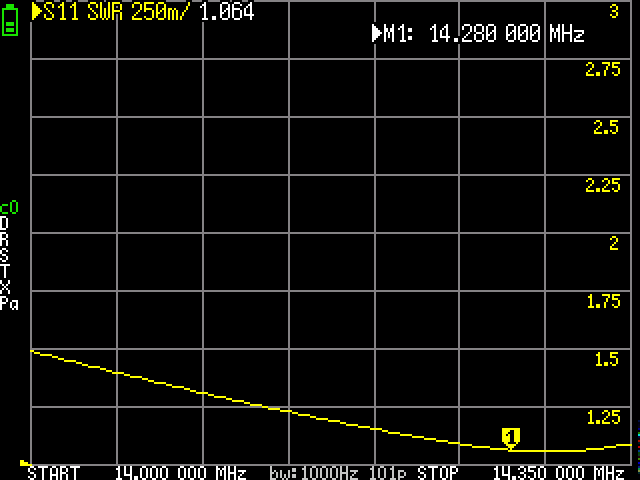 S11 SWR 250m/ 1.064
M1: 14.280 000 MHz
3
2.75
2.5
2.25
2
1.75
1.5
1.25
c0
D
R
S
T
X
Pa
1
START 14.000 000 MHz bw:1000Hz 101p STOP 14.350 000 MHz